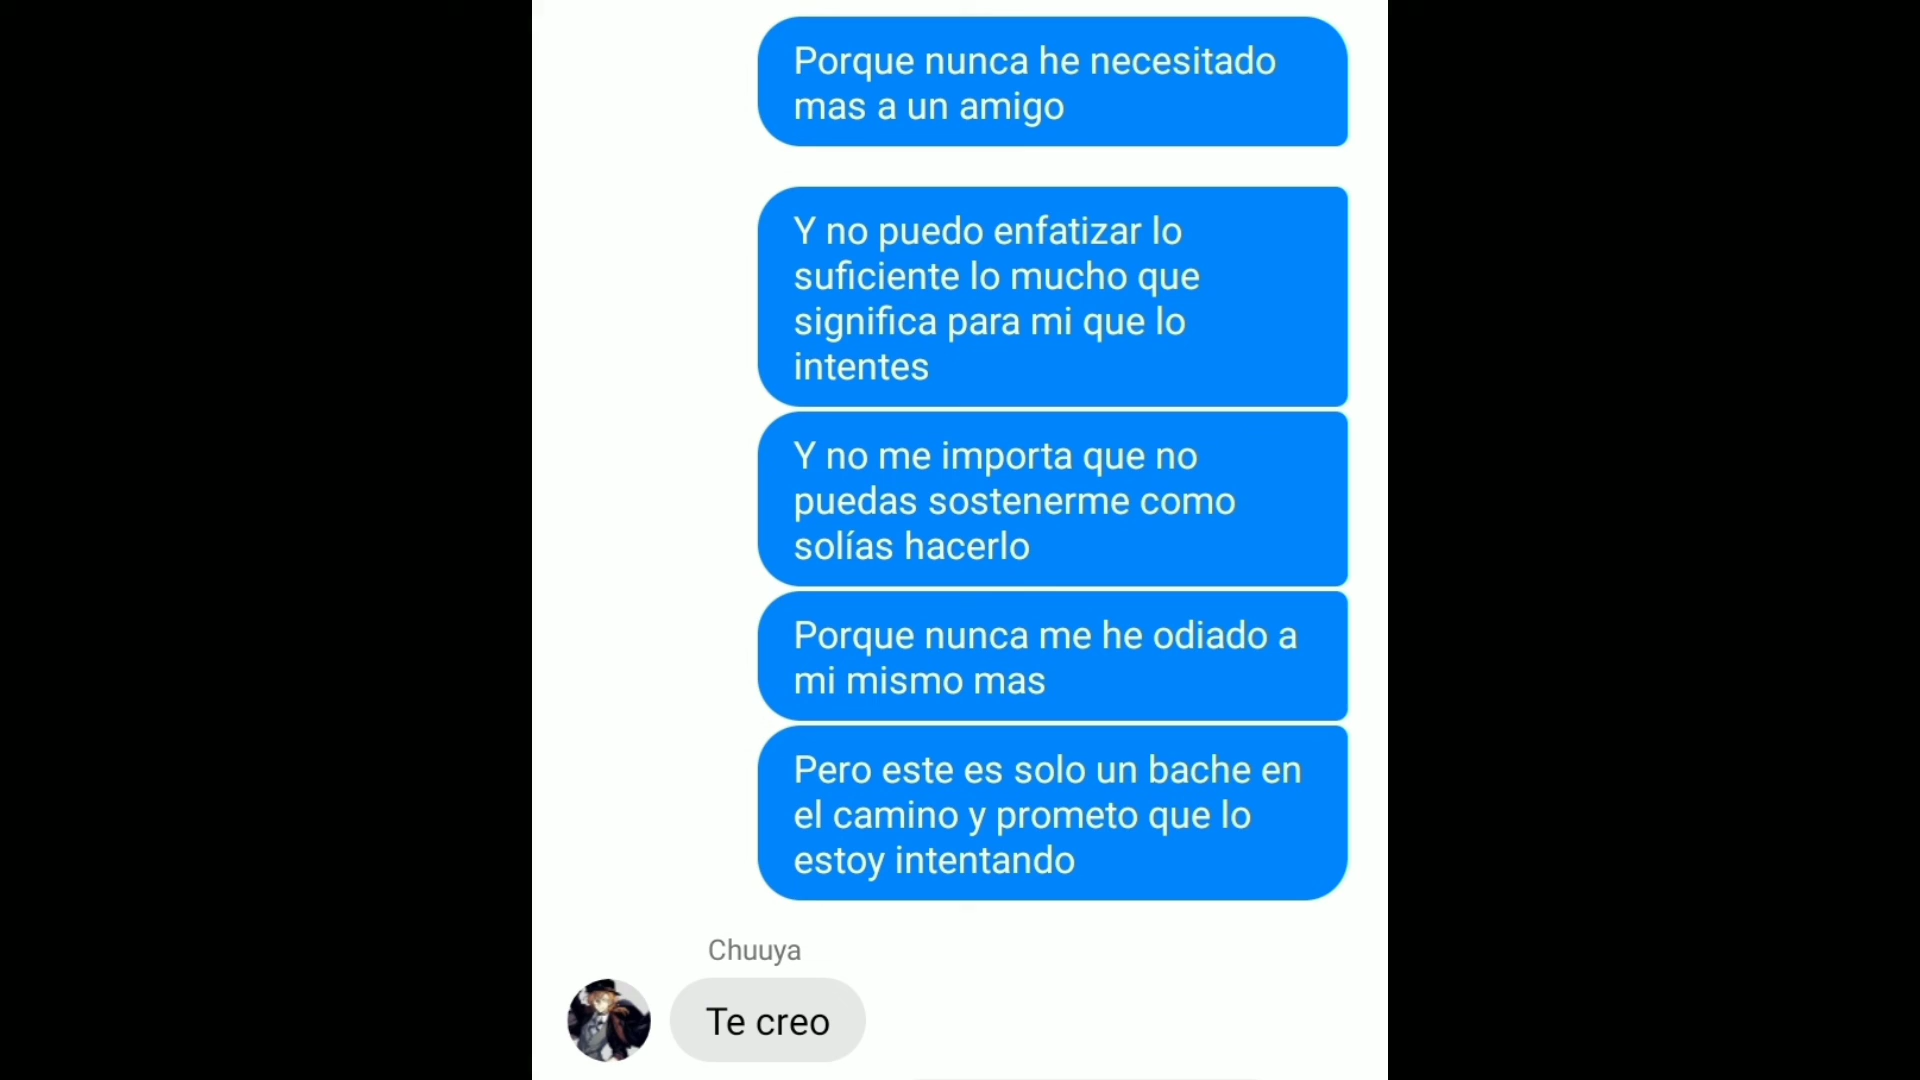 Porque nunca he necesitado
mas a un amigo
Y no puedo enfatizar lo
suficiente lo mucho que
significa para mi que lo
intentes
Y no me importa que no
puedas sostenerme como
solías hacerlo
Porque nunca me he odiado a
mi mismo mas
Pero este es solo un bache en
el camino y prometo que lo
estoy intentando
Chuuya
Te creo